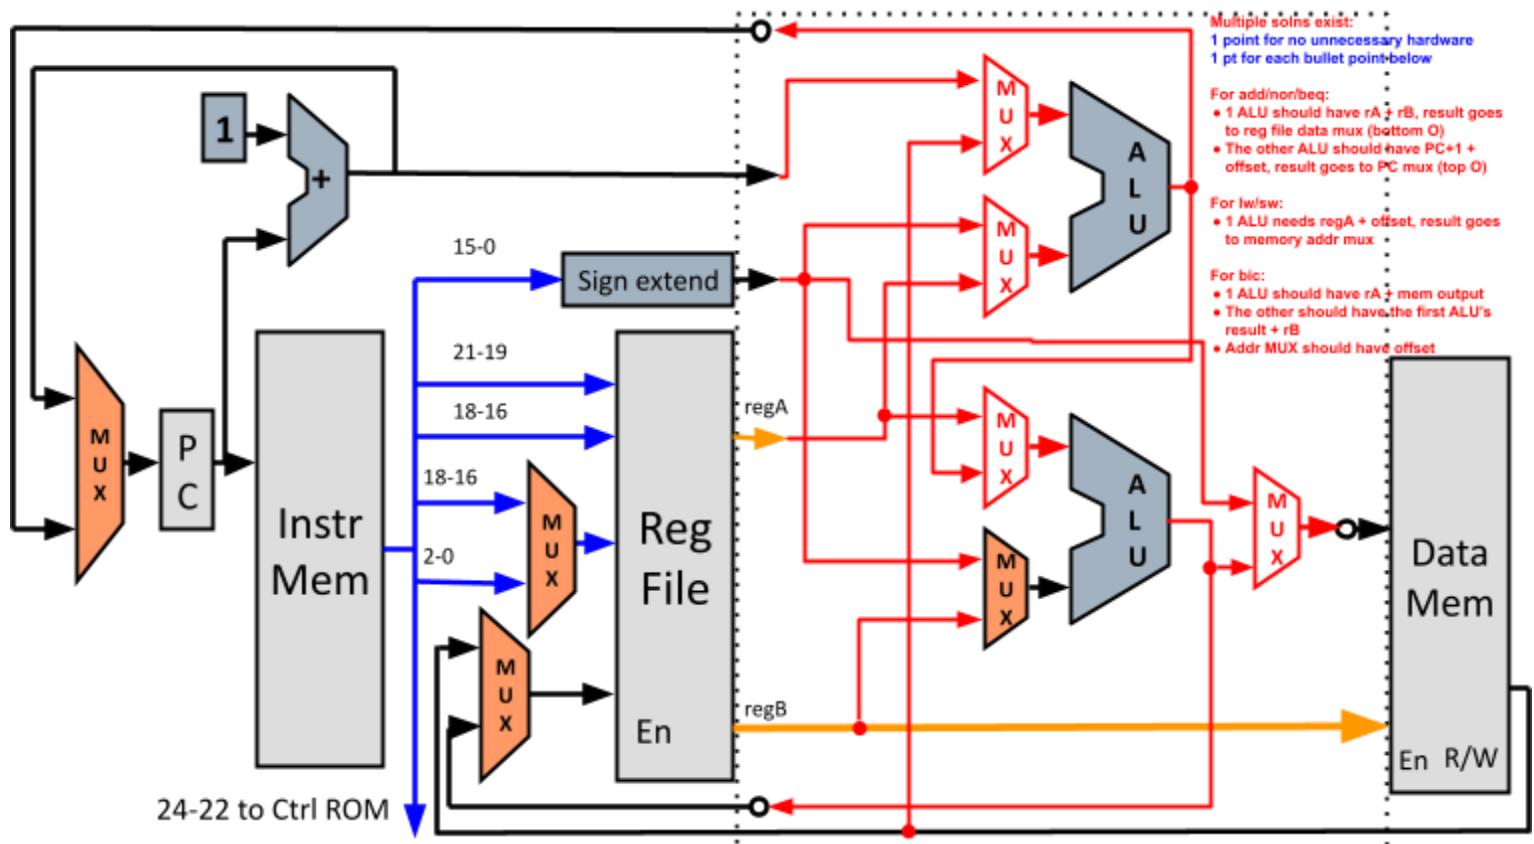 Multiple solns exist:
1 point for no unnecessary hardware
1 pt for each bullet point below
For add/nor/beq:
• 1 ALU should have rA + rB, result goes
to reg file data mux (bottom O)
• The other ALU should have PC+1 +
offset, result goes to PC mux (top O)
For lw/sw:
• 1 ALU needs regA + offset, result goes
to memory addr mux
For bic:
• 1 ALU should have rA + mem output
• The other should have the first ALU's
result + rB
• Addr MUX should have offset
1
+
M
U
X
P
C
Instr
Mem
15-0
Sign extend
21-19
18-16
18-16
2-0
M
U
X
M
U
X
Reg
File
En
24-22 to Ctrl ROM
regA
regB
M
U
X
M
U
X
A
L
U
M
U
X
M
U
X
A
L
U
M
U
X
Data
Mem
En R/W